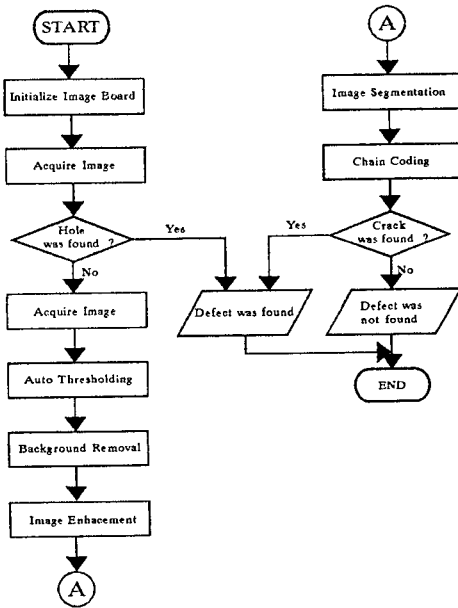 START
Initialize Image Board
Acquire Image
Hole
was found ?
Yes
No
Acquire Image
Auto Thresholding
Background Removal
Image Enhacement
A
A
Image Segmentation
Chain Coding
Crack
was found ?
Yes
No
Defect was found
Defect was
not found
END